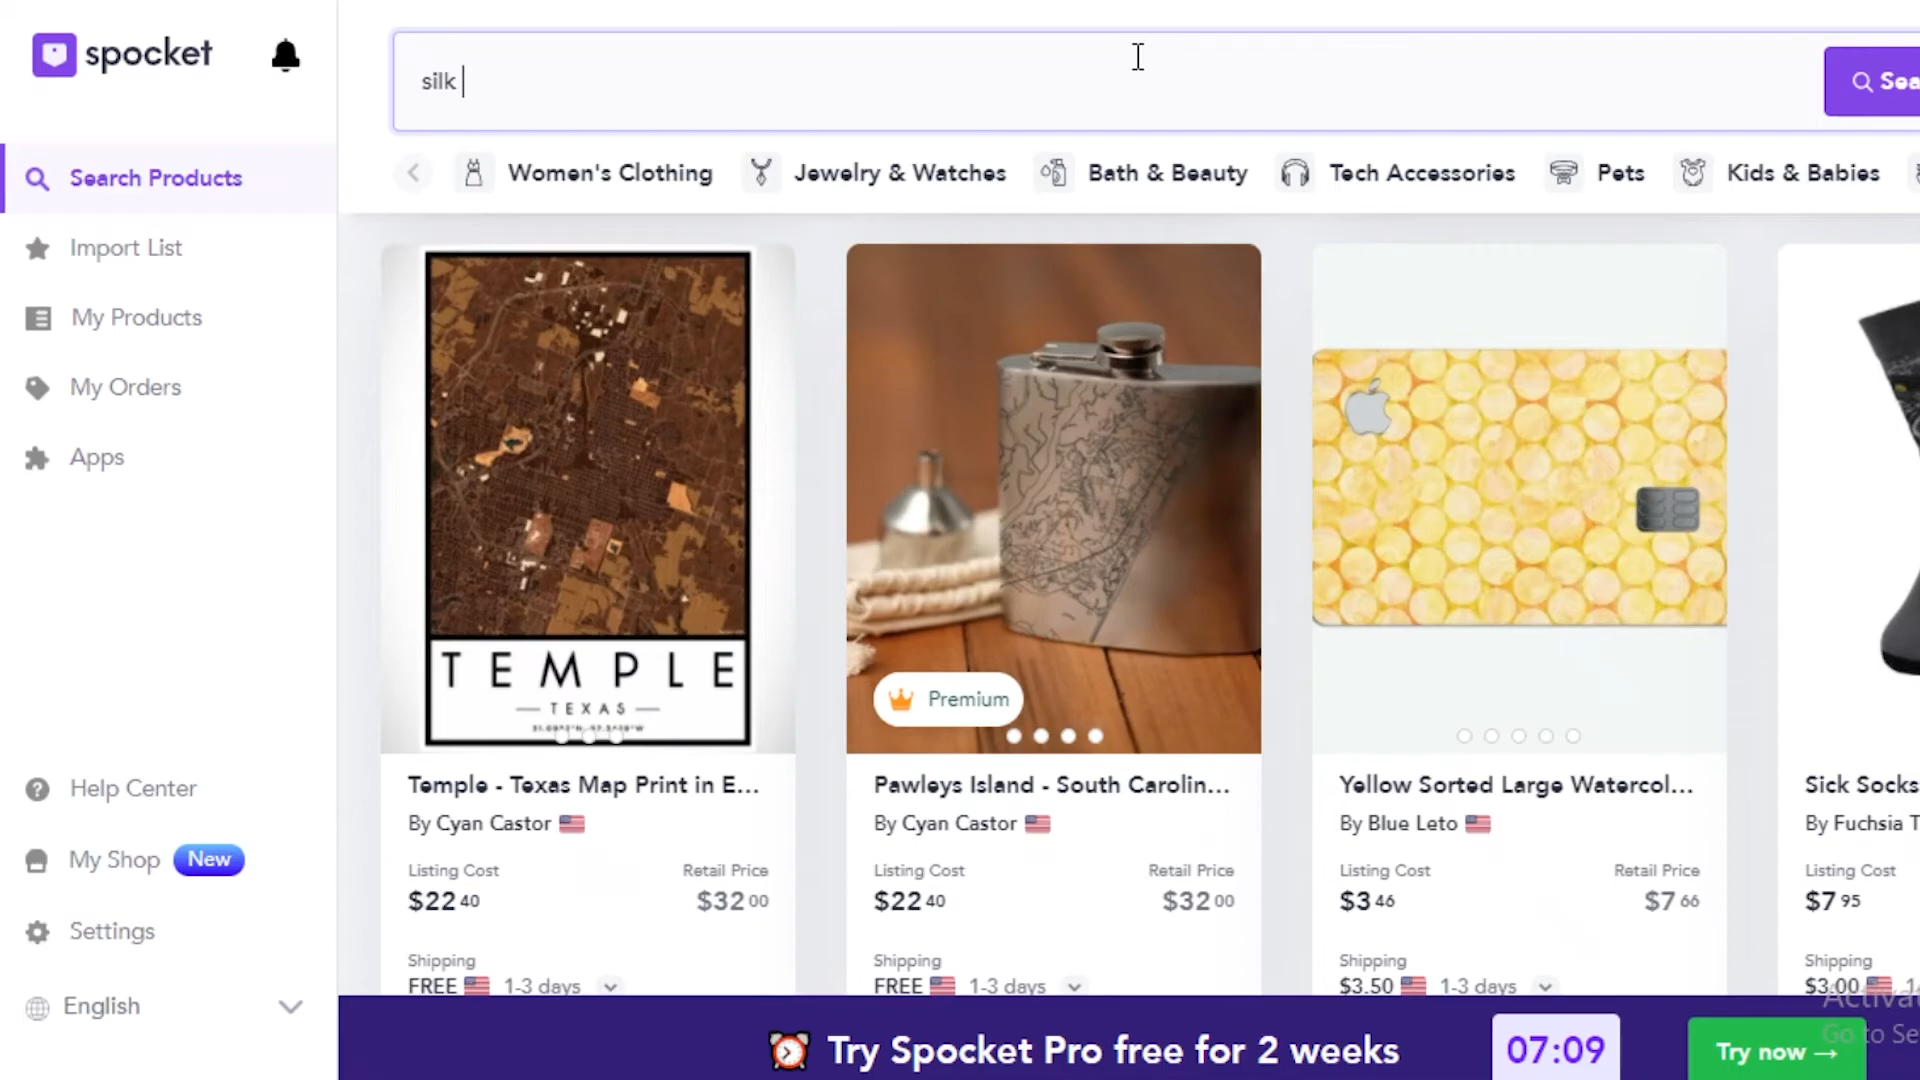 spocket
silk
Sea
Search Products
Import List
My Products
My Orders
Apps
Help Center
My Shop New
Settings
English
Women's Clothing Jewelry & Watches Bath & Beauty Tech Accessories Pets Kids & Babies
TEMPLE
TEXAS
Premium
Temple - Texas Map Print in E...
By Cyan Castor
Listing Cost Retail Price
$22 40 $32 00
Shipping
FREE 1-3 days
Pawleys Island - South Carolin...
By Cyan Castor
Listing Cost Retail Price
$22 40 $32 00
Shipping
FREE 1-3 days
Yellow Sorted Large Watercol...
By Blue Leto
Listing Cost Retail Price
$3 46 $7 66
Shipping
$3.50 1-3 days
Sick Socks
By Fuchsia T
Listing Cost
$7 95
Shipping
$3.00 1
Activat
Go to Se
Try Spocket Pro free for 2 weeks
07:09
Try now →